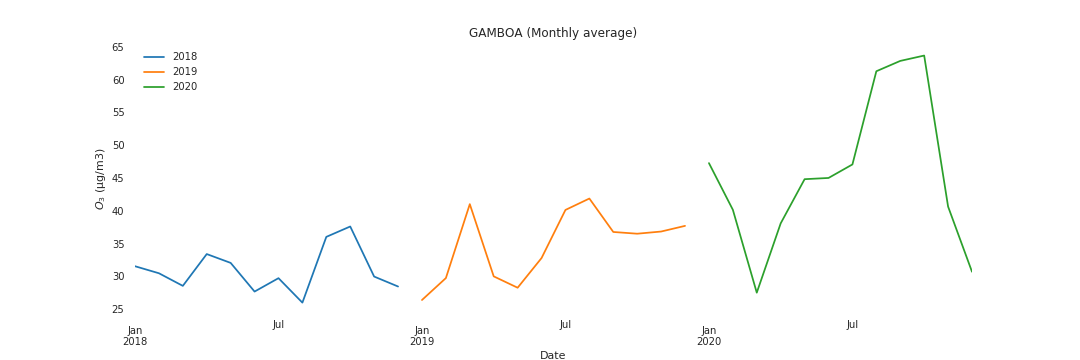 GAMBOA (Monthly average)
2018
2019
2020
65
60
55
50
45
40
35
30
25
O₃ (μg/m3)
Jan Jul Jan Jul Jan Jul
2018 2019 2020
Date